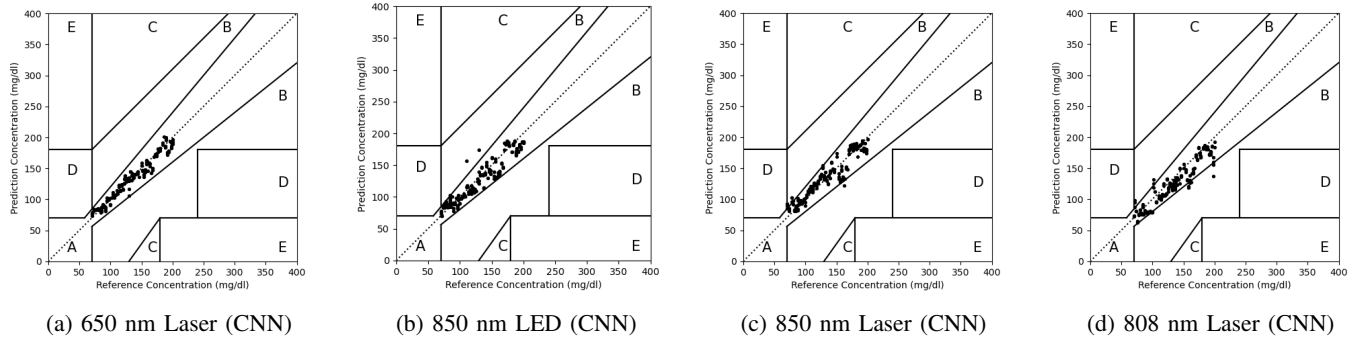 E C B
B
D
D
A C E
400
350
300
250
200
150
100
50
0
0 50 100 150 200 250 300 350 400
Prediction Concentration (mg/dl)
Reference Concentration (mg/dl)
(a) 650 nm Laser (CNN)
E C B
B
D
D
A C E
400
350
300
250
200
150
100
50
0
0 50 100 150 200 250 300 350 400
Prediction Concentration (mg/dl)
Reference Concentration (mg/dl)
(b) 850 nm LED (CNN)
E C B
B
D
D
A C E
400
350
300
250
200
150
100
50
0
0 50 100 150 200 250 300 350 400
Prediction Concentration (mg/dl)
Reference Concentration (mg/dl)
(c) 850 nm Laser (CNN)
E C B
B
D
D
A C E
400
350
300
250
200
150
100
50
0
0 50 100 150 200 250 300 350 400
Prediction Concentration (mg/dl)
Reference Concentration (mg/dl)
(d) 808 nm Laser (CNN)